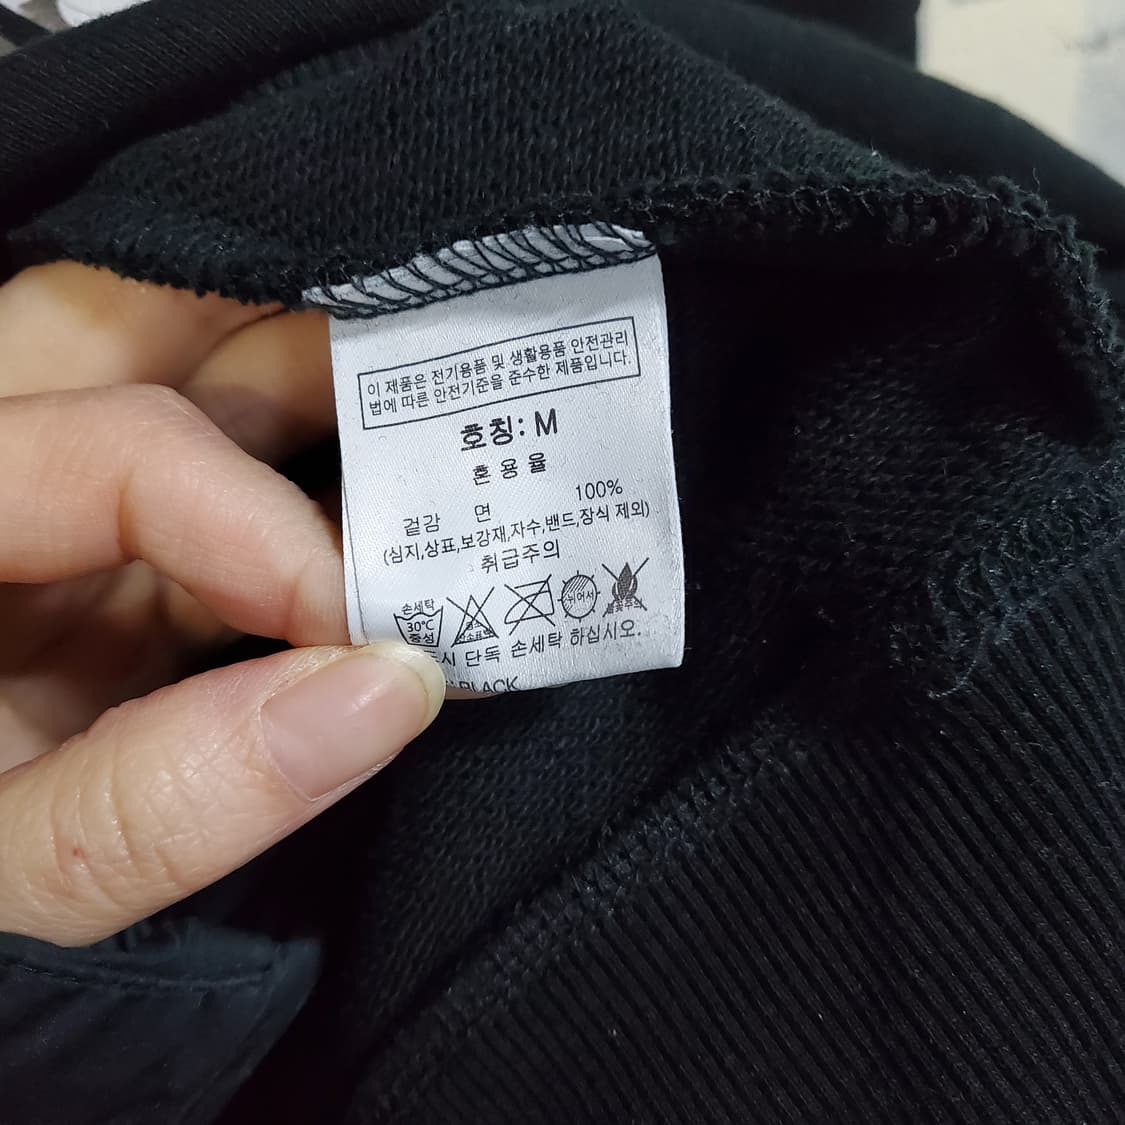 이 제품은 전기용품 및 생활용품 안전관리
법에 따른 안전기준을 준수한 제품입니다.
호칭: M
혼 용 율
겉감 면 100%
(심지,상표,보강재,자수,밴드,장식 제외)
취급주의
손세탁
30℃
중성
뉘어서
단독 손세탁 하십시오.
BLACK